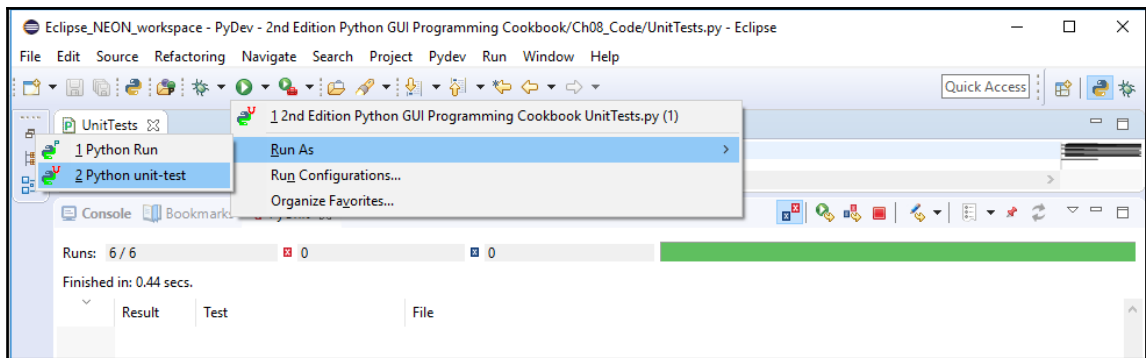 Eclipse_NEON_workspace - PyDev - 2nd Edition Python GUI Programming Cookbook/Ch08_Code/UnitTests.py - Eclipse
File Edit Source Refactoring Navigate Search Project Pydev Run Window Help
Quick Access
UnitTests
1 2nd Edition Python GUI Programming Cookbook UnitTests.py (1)
1 Python Run
Run As
2 Python unit-test
Run Configurations...
Organize Favorites...
Console Bookmarks
Runs: 6 / 6 0 0
Finished in: 0.44 secs.
Result Test File